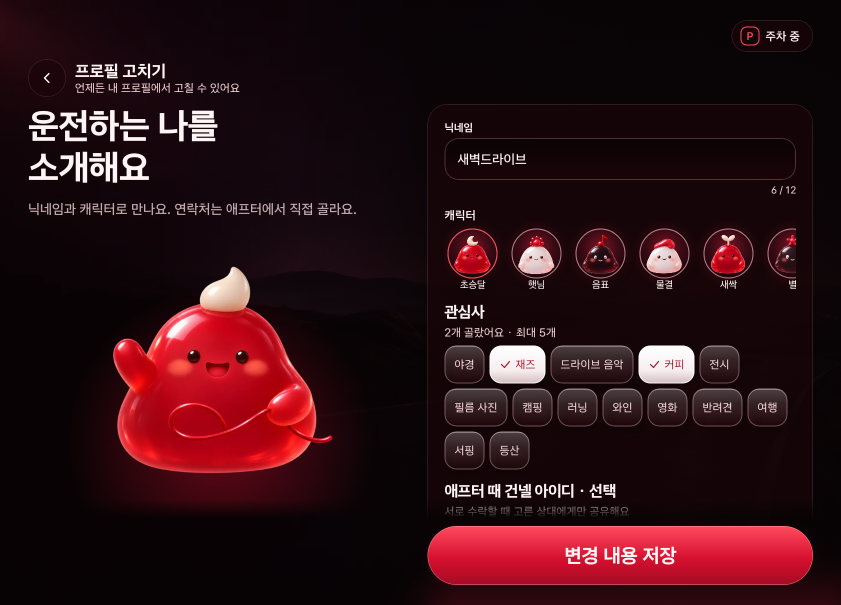 P 주차 중
프로필 고치기
언제든 내 프로필에서 고칠 수 있어요
운전하는 나를
소개해요
닉네임과 캐릭터로 만나요. 연락처는 애프터에서 직접 골라요.
닉네임
새벽드라이브
6 / 12
캐릭터
초승달 햇님 음표 물결 새싹 별
관심사
2개 골랐어요 · 최대 5개
야경 재즈 드라이브 음악 커피 전시
필름 사진 캠핑 러닝 와인 영화 반려견 여행
서핑 등산
애프터 때 건넬 아이디 · 선택
서로 수락할 때 고른 상대에게만 공유해요
변경 내용 저장